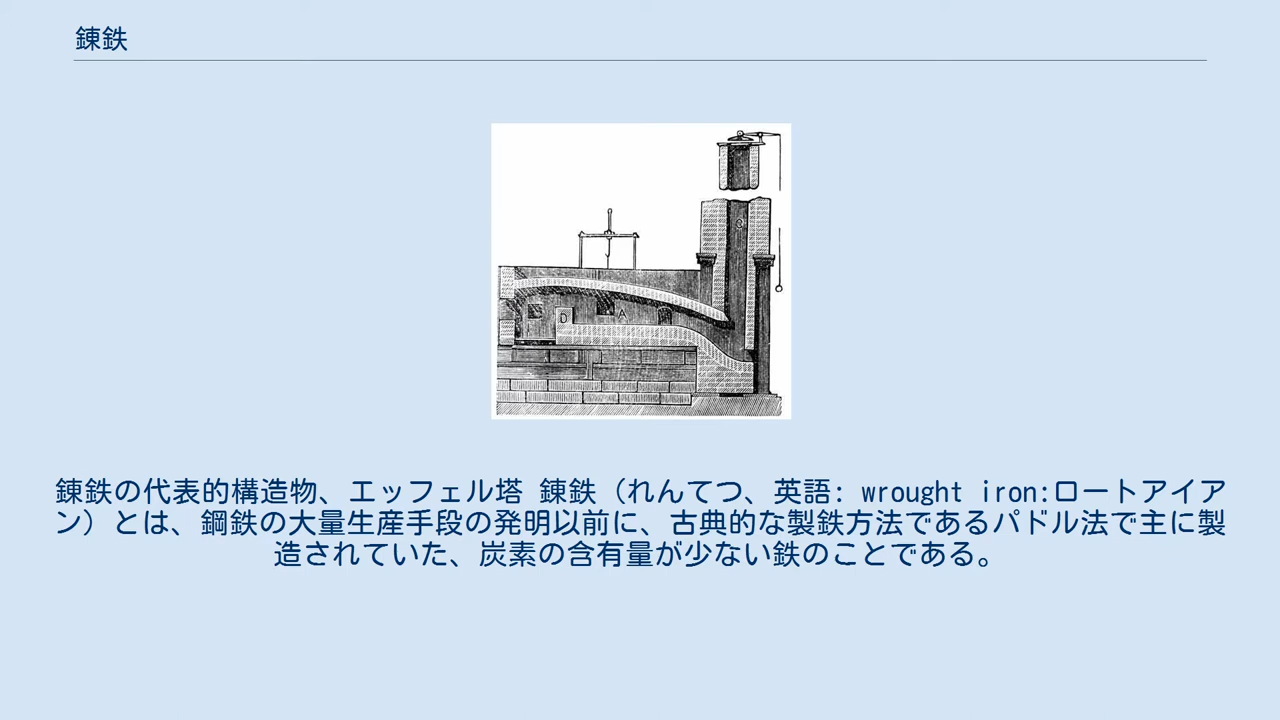 錬鉄
D
A
錬鉄の代表的構造物、エッフェル塔 錬鉄（れんてつ、英語: wrought iron:ロートアイア
ン）とは、鋼鉄の大量生産手段の発明以前に、古典的な製鉄方法であるパドル法で主に製
造されていた、炭素の含有量が少ない鉄のことである。